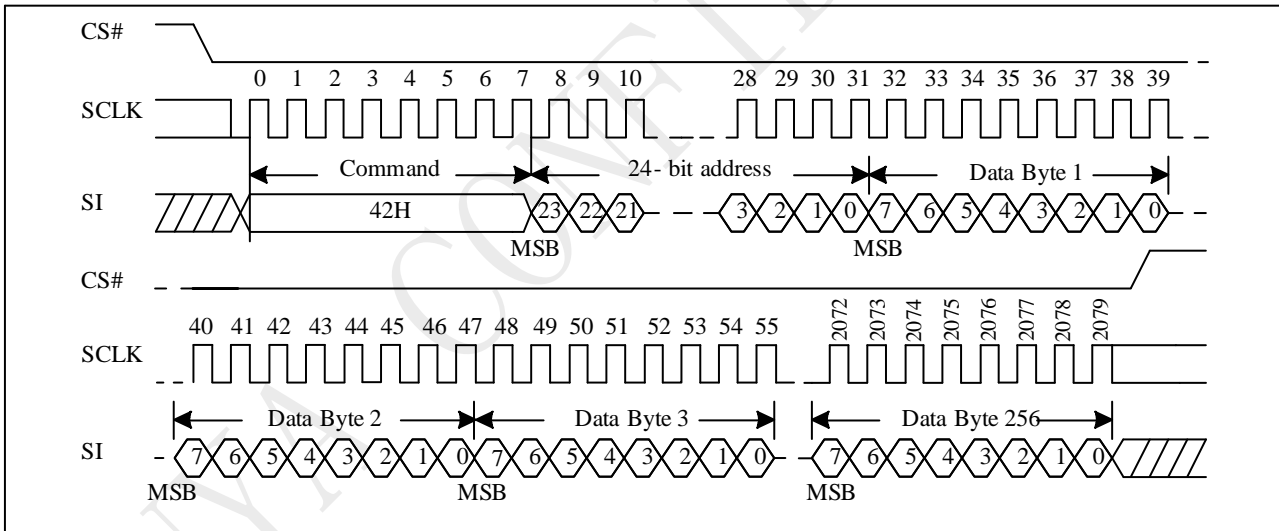 CS#
0 1 2 3 4 5 6 7 8 9 10 28 29 30 31 32 33 34 35 36 37 38 39
SCLK
Command 24- bit address Data Byte 1
SI 42H 23 22 21 3 2 1 0 7 6 5 4 3 2 1 0
MSB MSB
CS#
40 41 42 43 44 45 46 47 48 49 50 51 52 53 54 55 2072 2073 2074 2075 2076 2077 2078 2079
SCLK
Data Byte 2 Data Byte 3 Data Byte 256
SI 7 6 5 4 3 2 1 0 7 6 5 4 3 2 1 0 7 6 5 4 3 2 1 0
MSB MSB MSB